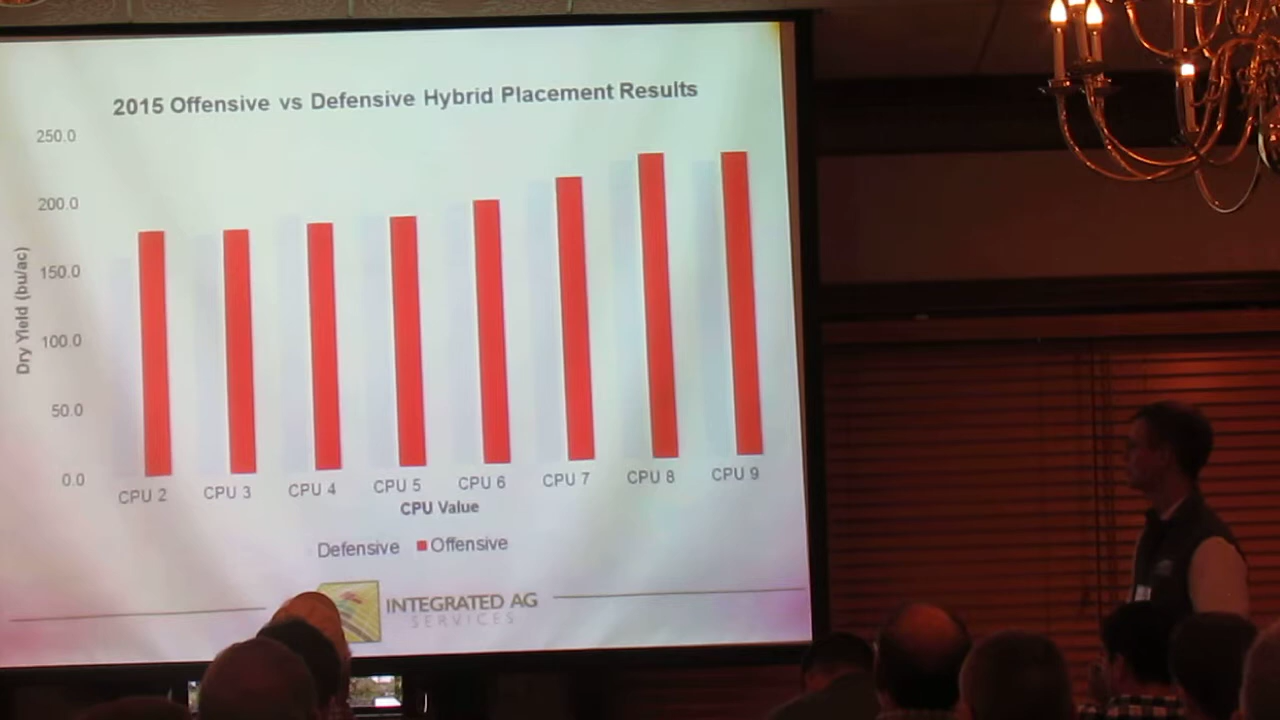 2015 Offensive vs Defensive Hybrid Placement Results
250.0
200.0
150.0
100.0
50.0
0.0
Dry Yield (bu/ac)
CPU 2 CPU 3 CPU 4 CPU 5 CPU 6 CPU 7 CPU 8 CPU 9
CPU Value
Defensive Offensive
INTEGRATED AG
SERVICES